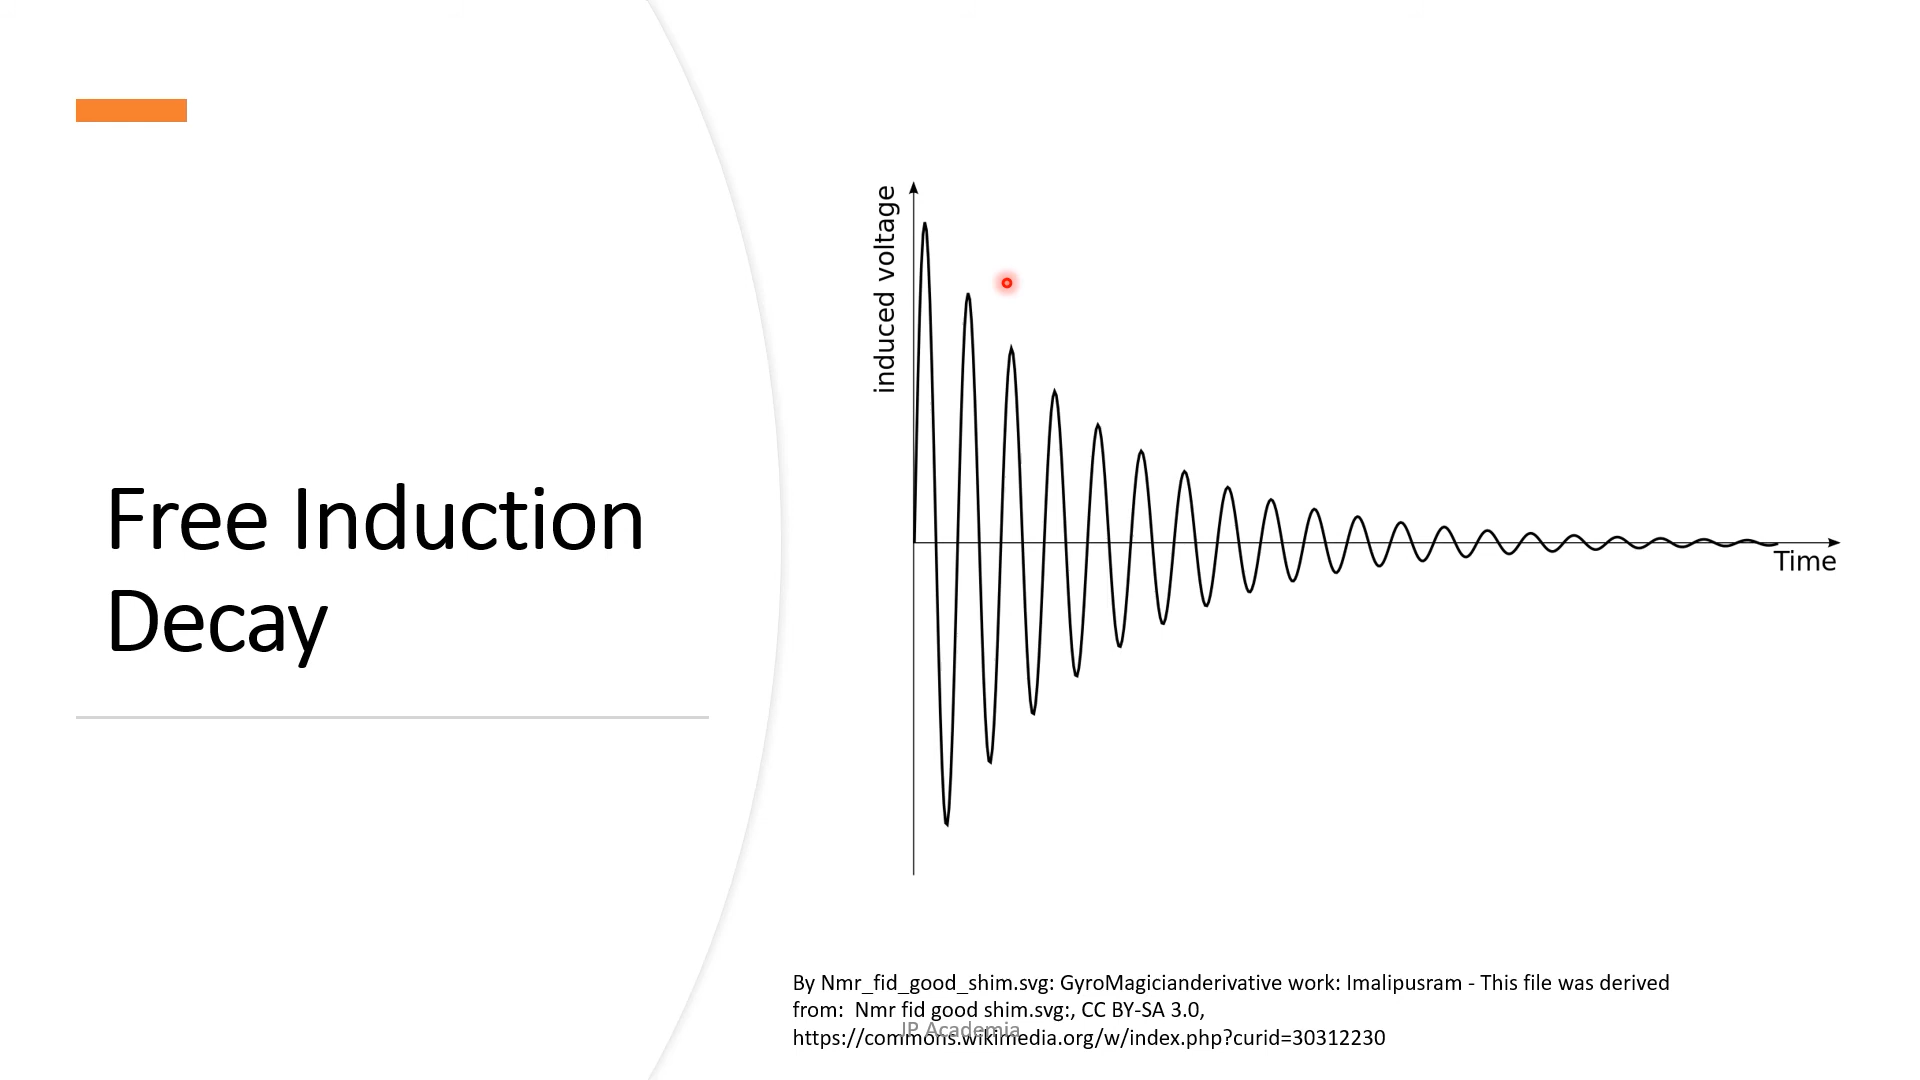 Free Induction
Decay
induced voltage
Time
By Nmr_fid_good_shim.svg: GyroMagicianderivative work: Imalipusram - This file was derived
from:  Nmr fid good shim.svg:, CC BY-SA 3.0,
JP Academia
https://commons.wikimedia.org/w/index.php?curid=30312230